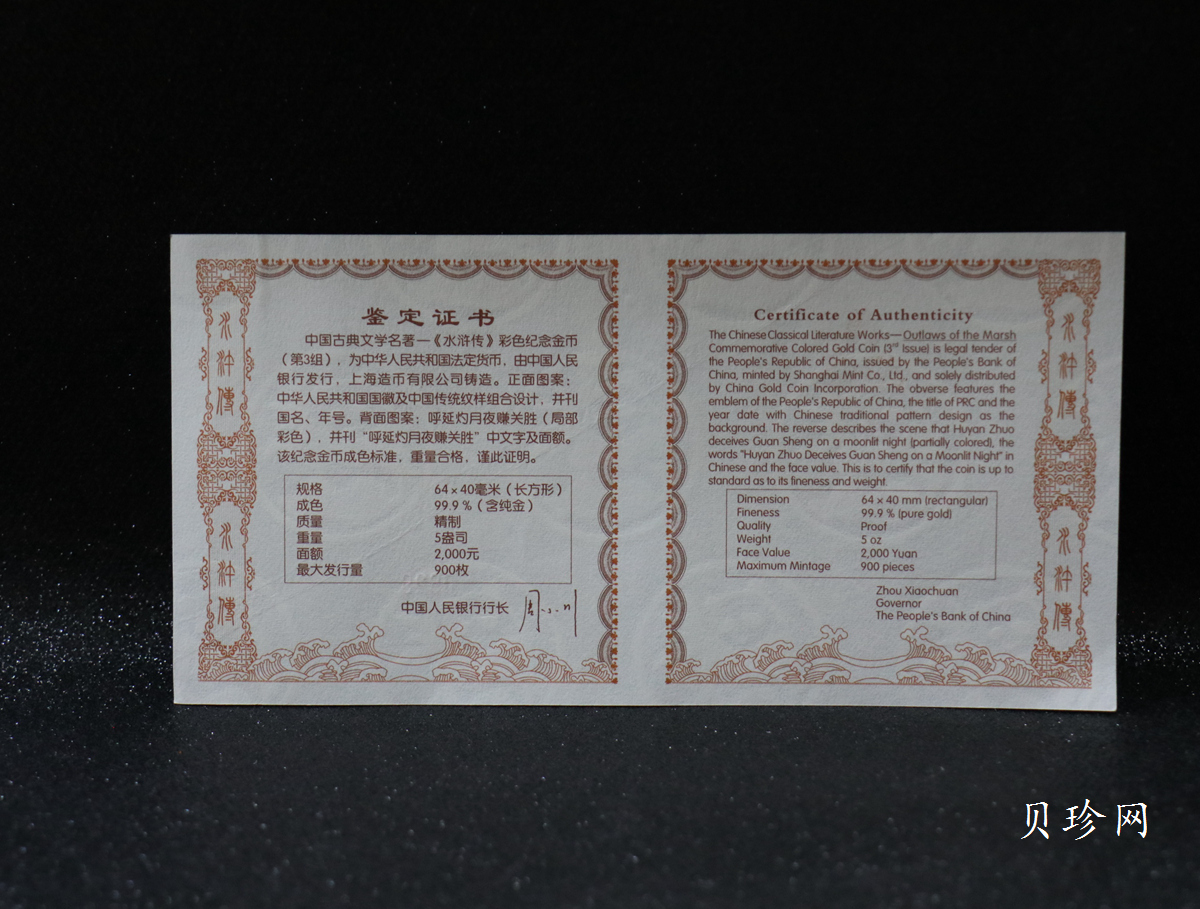 鉴定证书
中国古典文学名著—《水浒传》彩色纪念金币
（第3组），为中华人民共和国法定货币，由中国人民
银行发行，上海造币有限公司铸造。正面图案：
中华人民共和国国徽及中国传统纹样组合设计，并刊
国名、年号。背面图案：呼延灼月夜赚关胜（局部
彩色），并刊“呼延灼月夜赚关胜”中文字及面额。
该纪念金币成色标准，重量合格，谨此证明。
规格 64×40毫米（长方形）
成色 99.9％（含纯金）
质量 精制
重量 5盎司
面额 2,000元
最大发行量 900枚
中国人民银行行长
水浒傳
水浒傳
Certificate of Authenticity
The Chinese Classical Literature Works—Outlaws of the Marsh
Commemorative Colored Gold Coin (3rd Issue) is legal tender of
the People's Republic of China, issued by the People's Bank of
China, minted by Shanghai Mint Co., Ltd., and solely distributed
by China Gold Coin Incorporation. The obverse features the
emblem of the People's Republic of China, the title of PRC and the
year date with Chinese traditional pattern design as the
background. The reverse describes the scene that Huyan Zhuo
deceives Guan Sheng on a moonlit night (partially colored), the
words "Huyan Zhuo Deceives Guan Sheng on a Moonlit Night" in
Chinese and the face value. This is to certify that the coin is up to
standard as to its fineness and weight.
Dimension 64×40 mm (rectangular)
Fineness 99.9 % (pure gold)
Quality Proof
Weight 5 oz
Face Value 2,000 Yuan
Maximum Mintage 900 pieces
Zhou Xiaochuan
Governor
The People's Bank of China
水浒傳
水浒傳
贝珍网